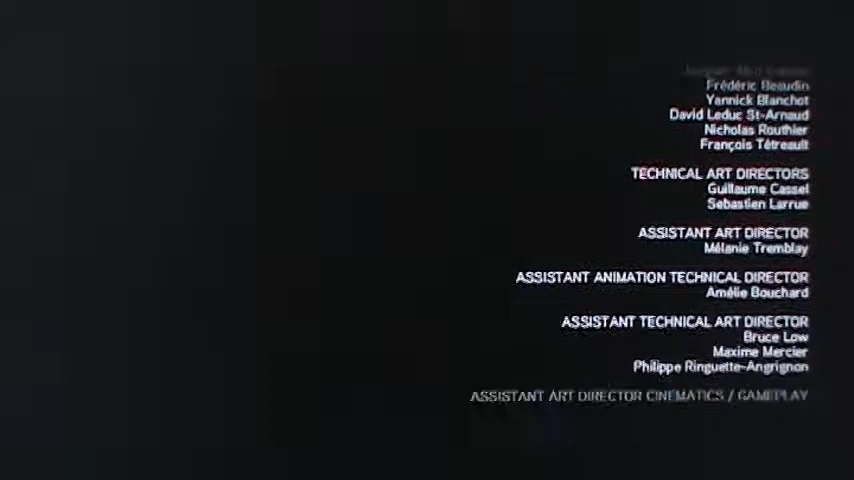 Frédéric Beaudin
Yannick Blanchot
David Leduc St-Arnaud
Nicholas Routhier
François Tétreault
TECHNICAL ART DIRECTORS
Guillaume Cassel
Sebastien Larrue
ASSISTANT ART DIRECTOR
Mélanie Tremblay
ASSISTANT ANIMATION TECHNICAL DIRECTOR
Amélie Bouchard
ASSISTANT TECHNICAL ART DIRECTOR
Bruce Low
Maxime Mercier
Philippe Ringuette-Angrignon
ASSISTANT ART DIRECTOR CINEMATICS / GAMEPLAY